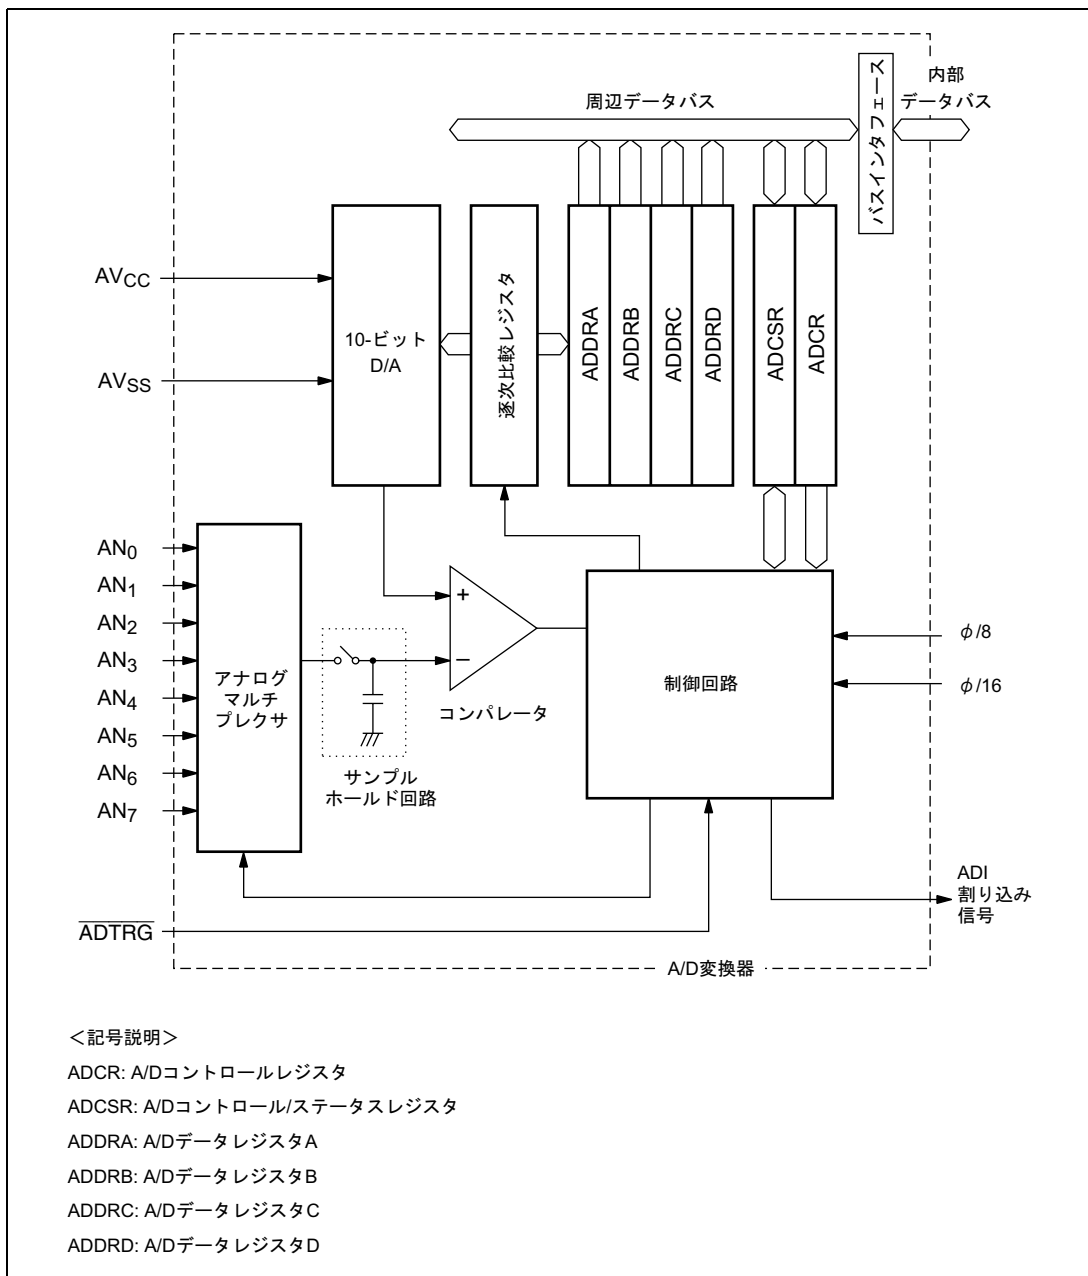 内部
データバス
周辺データバス
バスインタフェース
AVCC
AVSS
10-ビット
D/A
逐次比較レジスタ
ADDRA
ADDRB
ADDRC
ADDRD
ADCSR
ADCR
AN0
AN1
AN2
AN3
AN4
AN5
AN6
AN7
アナログ
マルチ
プレクサ
+
−
コンパレータ
サンプル
ホールド回路
制御回路
φ/8
φ/16
ADI
割り込み
信号
ADTRG
A/D変換器
＜記号説明＞
ADCR: A/Dコントロールレジスタ
ADCSR: A/Dコントロール/ステータスレジスタ
ADDRA: A/DデータレジスタA
ADDRB: A/DデータレジスタB
ADDRC: A/DデータレジスタC
ADDRD: A/DデータレジスタD